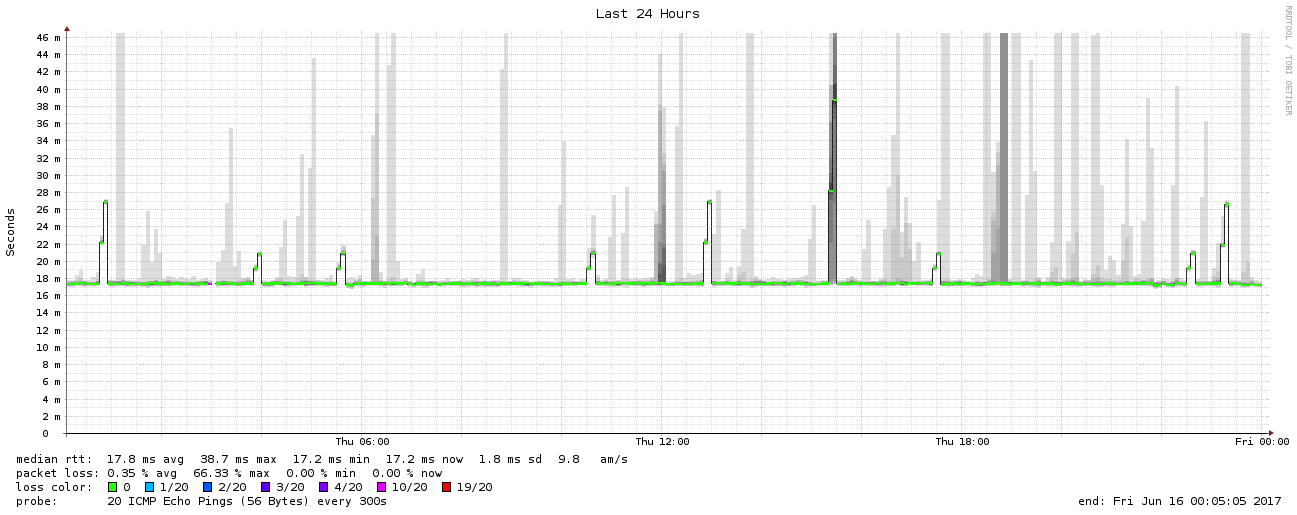 Last 24 Hours
RRDTOOL / TOBI OETIKER
Seconds
46 m
44 m
42 m
40 m
38 m
36 m
34 m
32 m
30 m
28 m
26 m
24 m
22 m
20 m
18 m
16 m
14 m
12 m
10 m
8 m
6 m
4 m
2 m
0
Thu 06:00 Thu 12:00 Thu 18:00 Fri 00:00
median rtt: 17.8 ms avg 38.7 ms max 17.2 ms min 17.2 ms now 1.8 ms sd 9.8 am/s
packet loss: 0.35 % avg 66.33 % max 0.00 % min 0.00 % now
loss color: 0 1/20 2/20 3/20 4/20 10/20 19/20
probe: 20 ICMP Echo Pings (56 Bytes) every 300s end: Fri Jun 16 00:05:05 2017